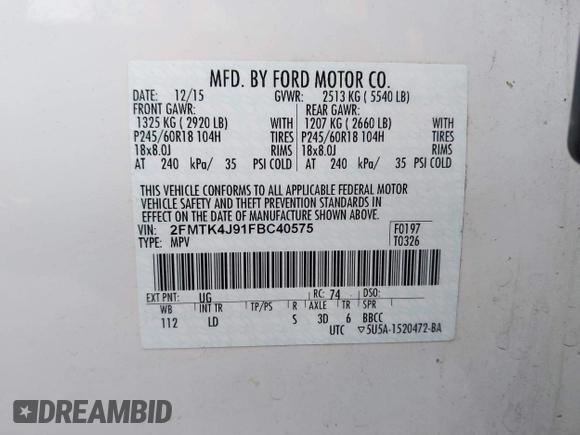 MFD. BY FORD MOTOR CO.
DATE: 12/15 GVWR: 2513 KG ( 5540 LB)
FRONT GAWR: REAR GAWR:
1325 KG ( 2920 LB) WITH 1207 KG ( 2660 LB) WITH
P245/60R18 104H TIRES P245/60R18 104H TIRES
18x8.0J RIMS 18x8.0J RIMS
AT 240 kPa/ 35 PSI COLD AT 240 kPa/ 35 PSI COLD
THIS VEHICLE CONFORMS TO ALL APPLICABLE FEDERAL MOTOR
VEHICLE SAFETY AND THEFT PREVENTION STANDARDS IN
EFFECT ON THE DATE OF MANUFACTURE SHOWN ABOVE.
VIN: 2FMTK4J91FBC40575 F0197
TYPE: MPV T0326
EXT PNT: UG RC: 74 DSO:
WB INT TR TP/PS R AXLE TR SPR
112 LD S 3D 6 BBCC
UTC ▽5U5A-1520472-BA
DREAMBID